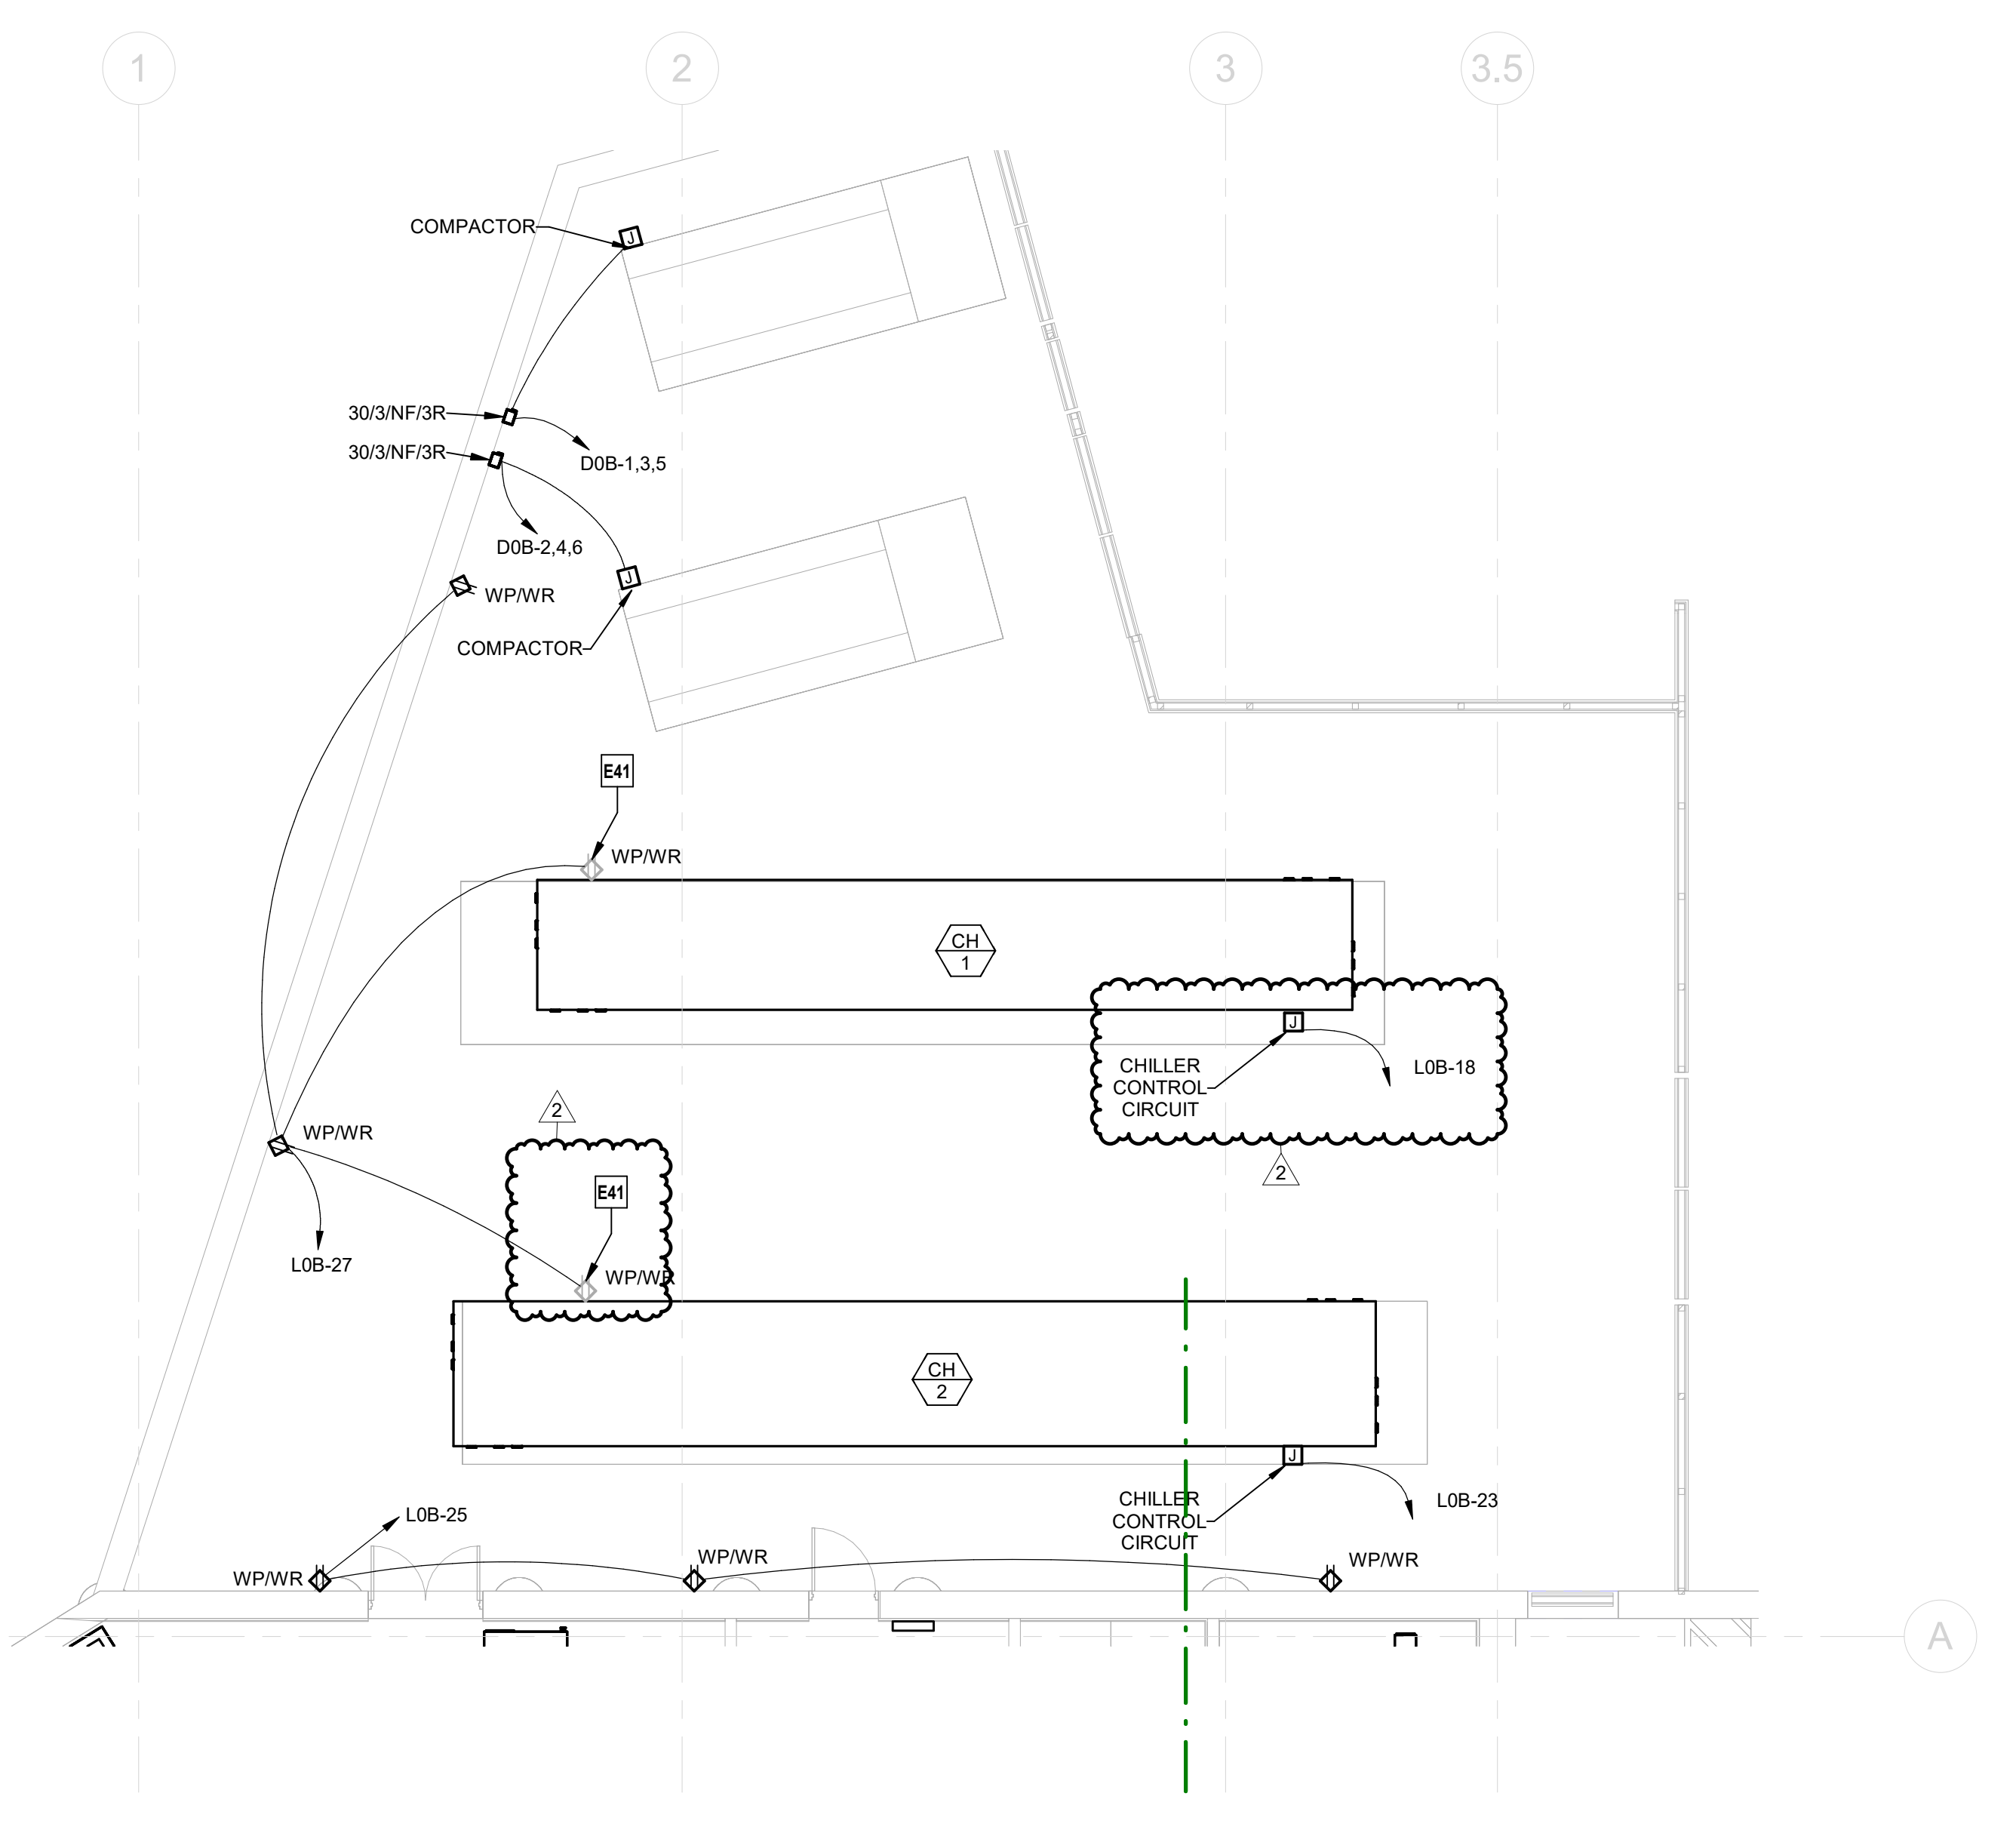 1
2
3
3.5
COMPACTOR
J
30/3/NF/3R
30/3/NF/3R
D0B-1,3,5
D0B-2,4,6
J
WP/WR
COMPACTOR
E41
WP/WR
CH
1
J
CHILLER
CONTROL
CIRCUIT
L0B-18
2
2
WP/WR
E41
L0B-27
WP/WR
CH
2
J
CHILLER
CONTROL
CIRCUIT
L0B-23
L0B-25
WP/WR
WP/WR
WP/WR
A